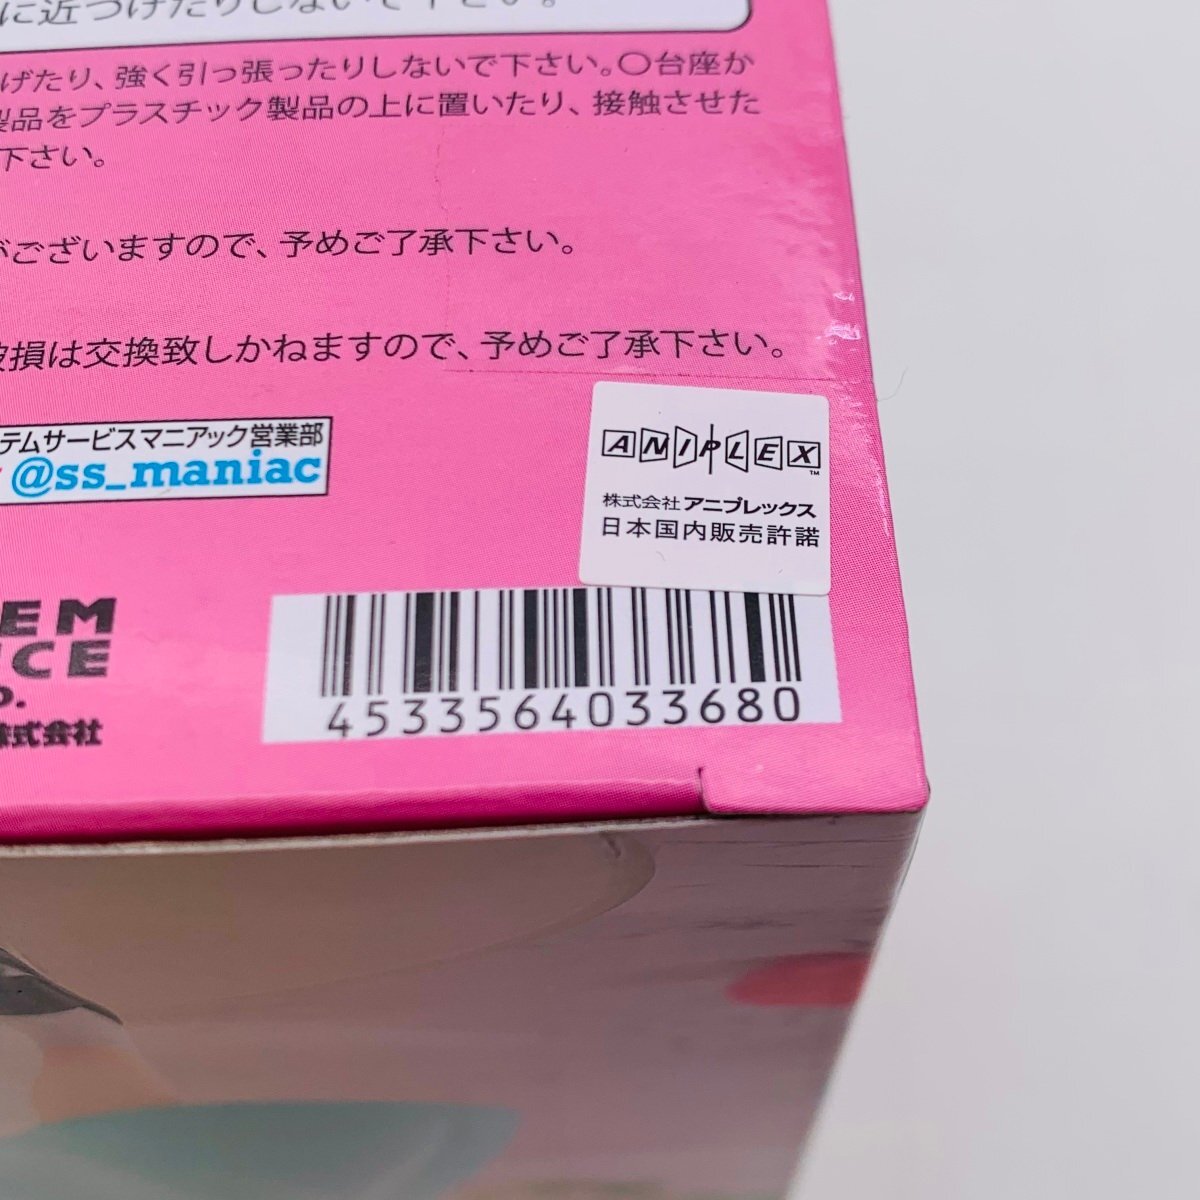 に近づけたりしないで下さい。
げたり、強く引っ張ったりしないで下さい。〇台座か
製品をプラスチック製品の上に置いたり、接触させた
下さい。
がございますので、予めご了承下さい。
破損は交換致しかねますので、予めご了承下さい。
テムサービスマニアック営業部
@ss_maniac
ANIPLEX™
株式会社アニプレックス
日本国内販売許諾
EM
ICE
株式会社
4533564033680